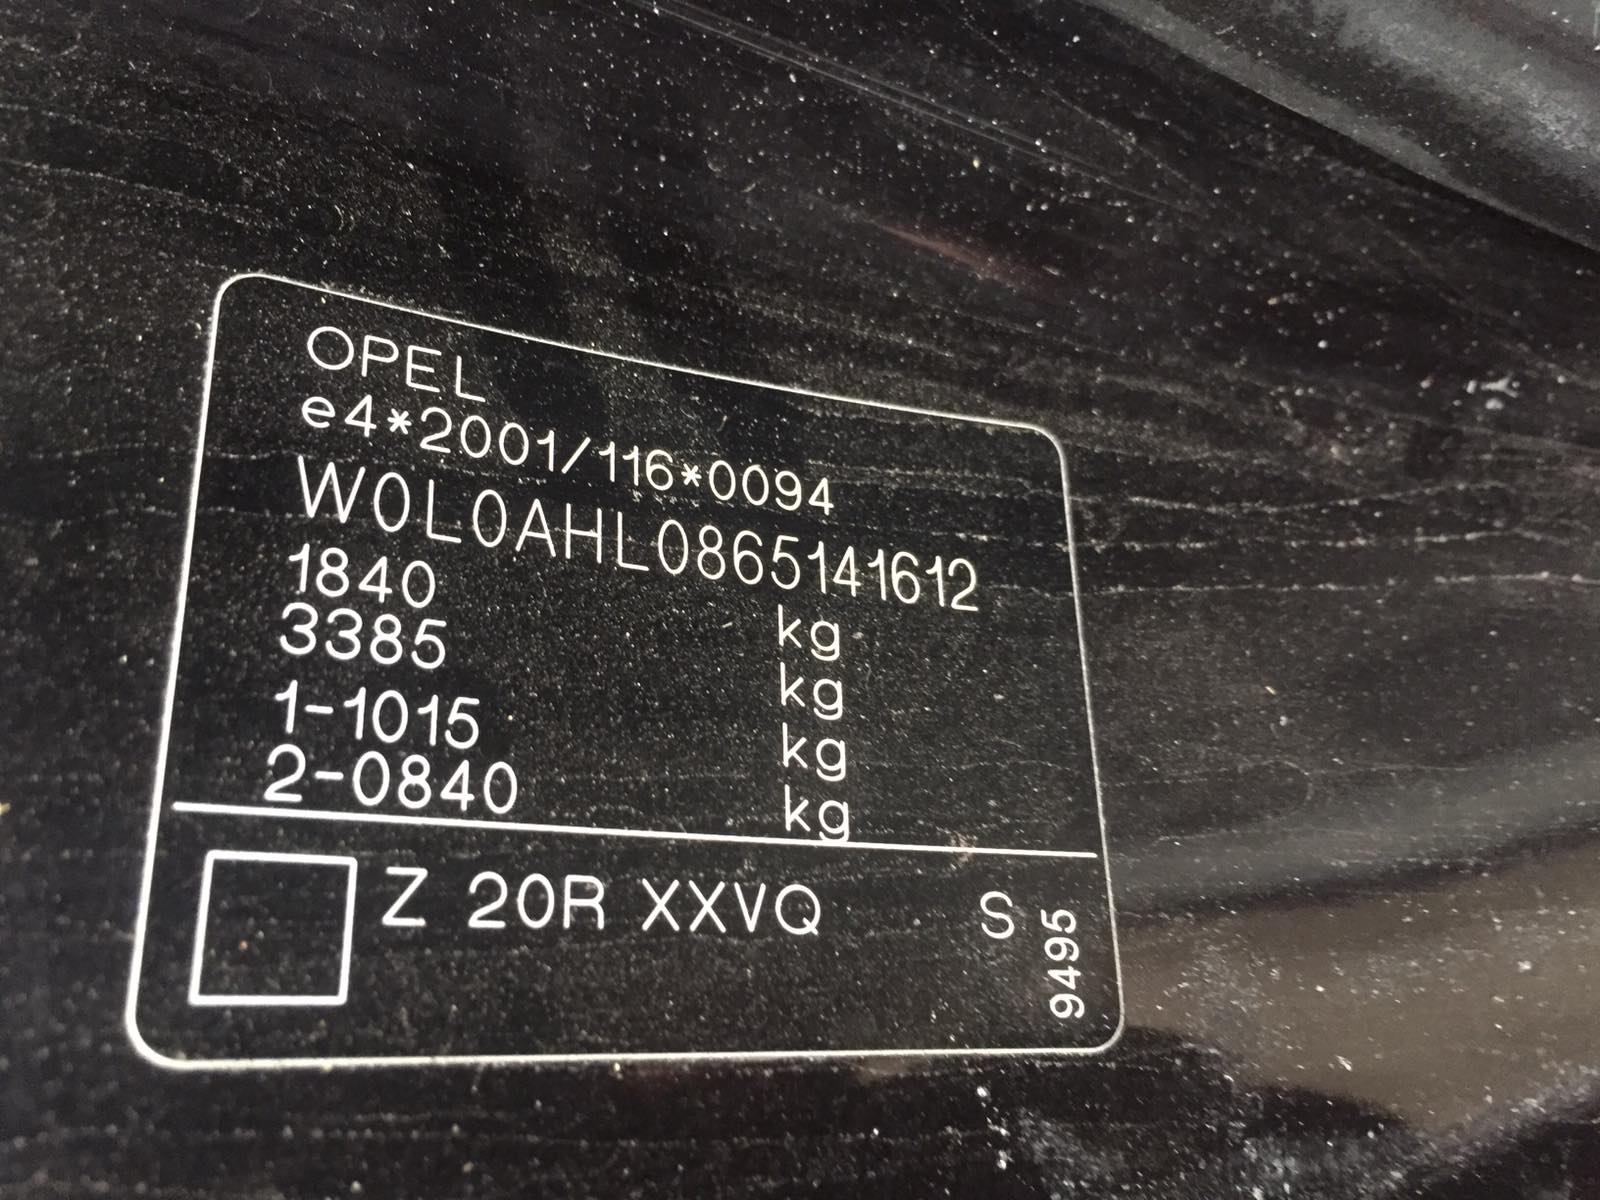 OPEL
e4*2001/116*0094
W0L0AHL0865141612
1840 kg
3385 kg
1-1015 kg
2-0840 kg
Z 20R XXVQ S
9495